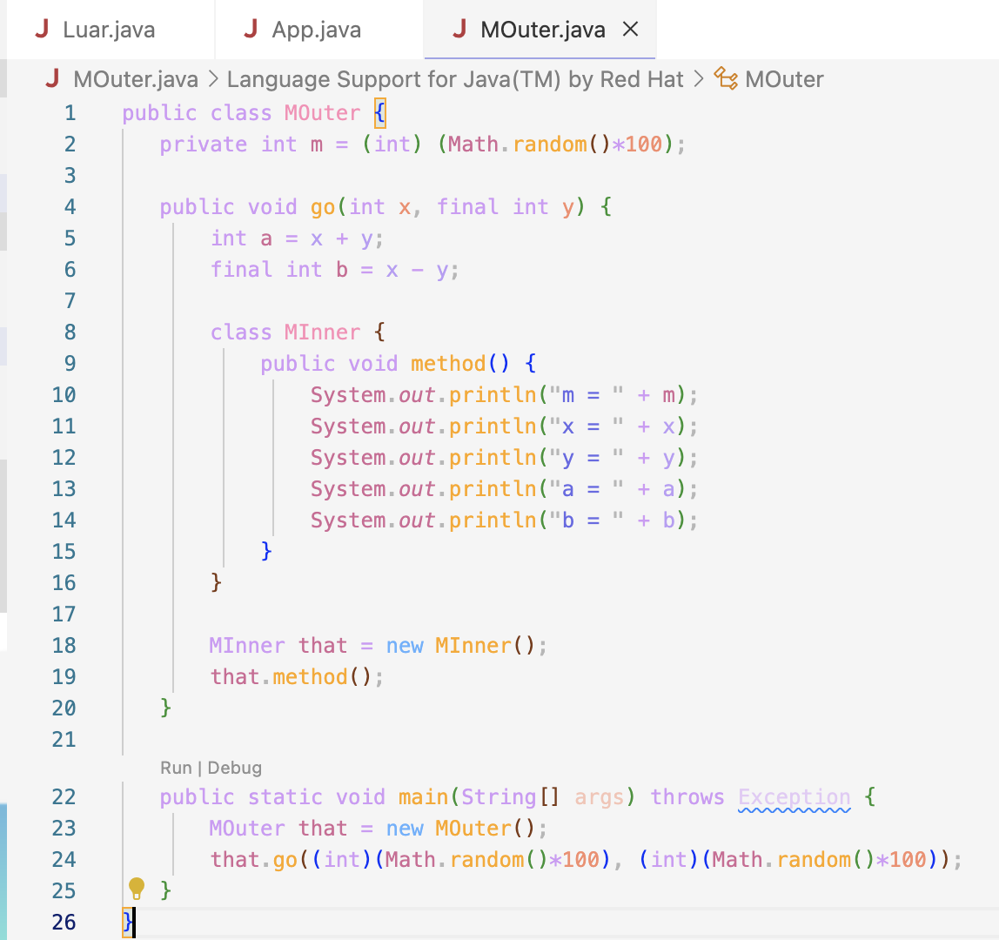 Luar.java App.java MOuter.java ×
MOuter.java > Language Support for Java(TM) by Red Hat > MOuter
1 public class MOuter {
2 private int m = (int) (Math.random()*100);
3
4 public void go(int x, final int y) {
5 int a = x + y;
6 final int b = x - y;
7
8 class MInner {
9 public void method() {
10 System.out.println("m = " + m);
11 System.out.println("x = " + x);
12 System.out.println("y = " + y);
13 System.out.println("a = " + a);
14 System.out.println("b = " + b);
15 }
16 }
17
18 MInner that = new MInner();
19 that.method();
20 }
21
Run | Debug
22 public static void main(String[] args) throws Exception {
23 MOuter that = new MOuter();
24 that.go((int)(Math.random()*100), (int)(Math.random()*100));
25 }
26 }